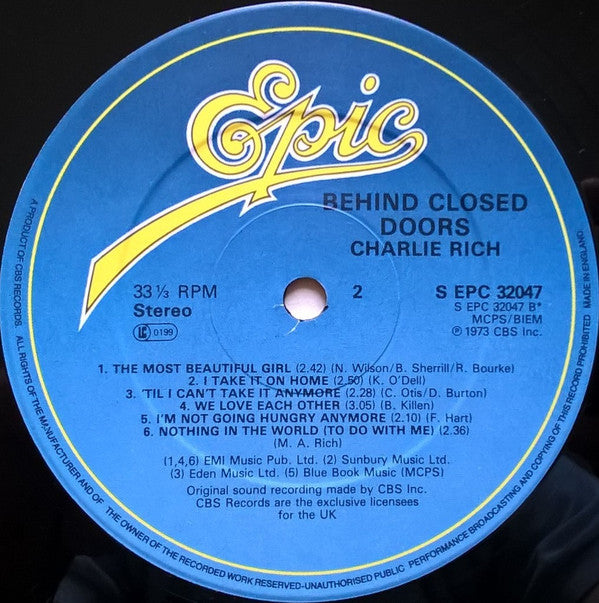 Epic
BEHIND CLOSED
DOORS
CHARLIE RICH
33 ⅓ RPM
Stereo
LC 0199
2
S EPC 32047
S EPC 32047 B*
MCPS/BIEM
℗ 1973 CBS Inc.
1. THE MOST BEAUTIFUL GIRL (2.42) (N. Wilson/B. Sherrill/R. Bourke)
2. I TAKE IT ON HOME (2.50) (K. O'Dell)
3. 'TIL I CAN'T TAKE IT ANYMORE (2.28) (C. Otis/D. Burton)
4. WE LOVE EACH OTHER (3.05) (B. Killen)
5. I'M NOT GOING HUNGRY ANYMORE (2.10) (F. Hart)
6. NOTHING IN THE WORLD (TO DO WITH ME) (2.36)
(M. A. Rich)
(1,4,6) EMI Music Pub. Ltd. (2) Sunbury Music Ltd.
(3) Eden Music Ltd. (5) Blue Book Music (MCPS)
Original sound recording made by CBS Inc.
CBS Records are the exclusive licensees
for the UK
A PRODUCT OF CBS RECORDS. ALL RIGHTS OF THE MANUFACTURER AND OF THE OWNER OF THE RECORDED WORK RESERVED-UNAUTHORISED PUBLIC PERFORMANCE BROADCASTING AND COPYING OF THIS RECORD PROHIBITED MADE IN ENGLAND